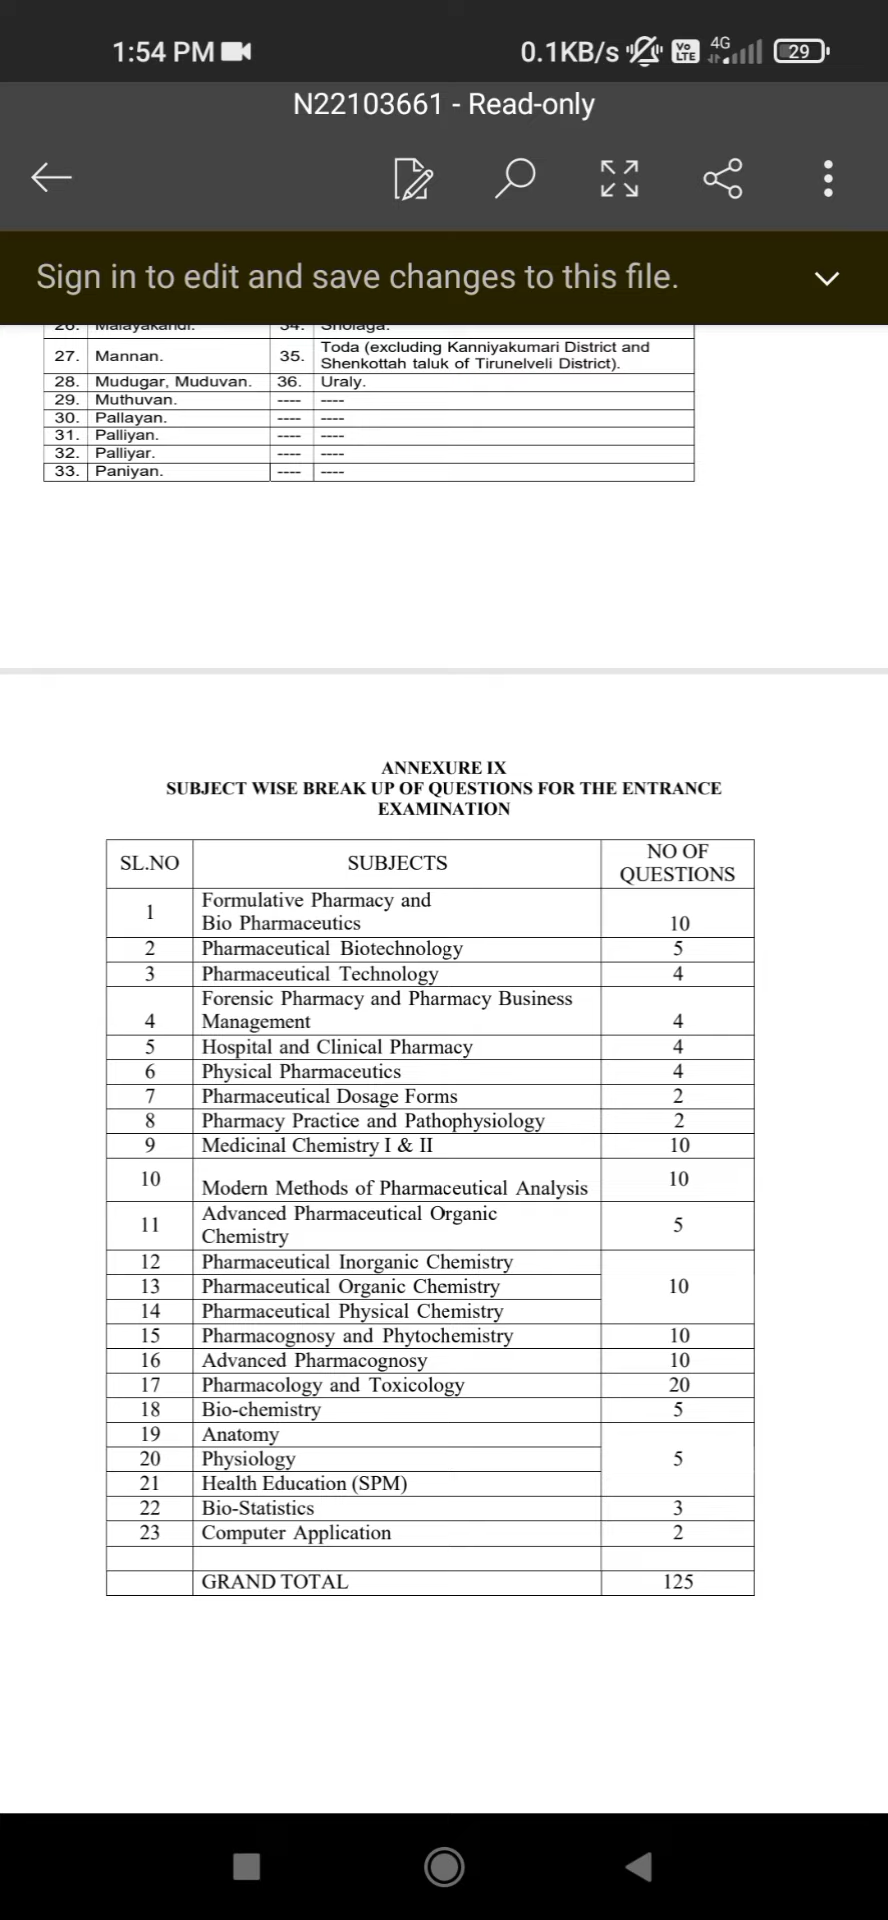 1:54 PM
0.1KB/s Vo LTE 4G 29
N22103661 - Read-only
Sign in to edit and save changes to this file.
26. Malayakandi. 34. Sholaga.
27. Mannan. 35. Toda (excluding Kanniyakumari District and
Shenkottah taluk of Tirunelveli District).
28. Mudugar, Muduvan. 36. Uraly.
29. Muthuvan. ---- ----
30. Pallayan. ---- ----
31. Palliyan. ---- ----
32. Palliyar. ---- ----
33. Paniyan. ---- ----
ANNEXURE IX
SUBJECT WISE BREAK UP OF QUESTIONS FOR THE ENTRANCE
EXAMINATION
SL.NO SUBJECTS NO OF
QUESTIONS
1 Formulative Pharmacy and
Bio Pharmaceutics 10
2 Pharmaceutical Biotechnology 5
3 Pharmaceutical Technology 4
Forensic Pharmacy and Pharmacy Business
4 Management 4
5 Hospital and Clinical Pharmacy 4
6 Physical Pharmaceutics 4
7 Pharmaceutical Dosage Forms 2
8 Pharmacy Practice and Pathophysiology 2
9 Medicinal Chemistry I & II 10
10 Modern Methods of Pharmaceutical Analysis 10
11 Advanced Pharmaceutical Organic
Chemistry 5
12 Pharmaceutical Inorganic Chemistry
13 Pharmaceutical Organic Chemistry 10
14 Pharmaceutical Physical Chemistry
15 Pharmacognosy and Phytochemistry 10
16 Advanced Pharmacognosy 10
17 Pharmacology and Toxicology 20
18 Bio-chemistry 5
19 Anatomy
20 Physiology 5
21 Health Education (SPM)
22 Bio-Statistics 3
23 Computer Application 2
GRAND TOTAL 125